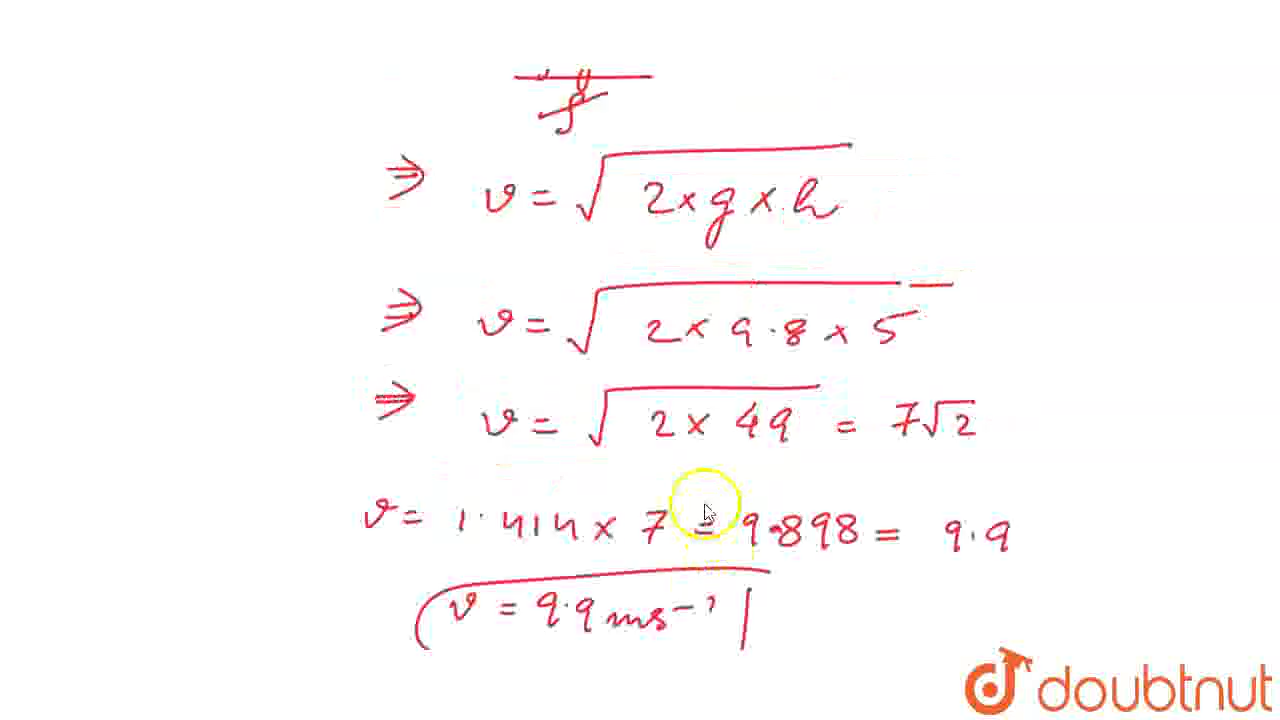 ⇒ v = √2×g×h
⇒ v = √2×9.8×5
⇒ v = √2×49 = 7√2
v = 1.414×7 = 9.898 = 9.9
v = 9.9 ms⁻¹
doubtnut